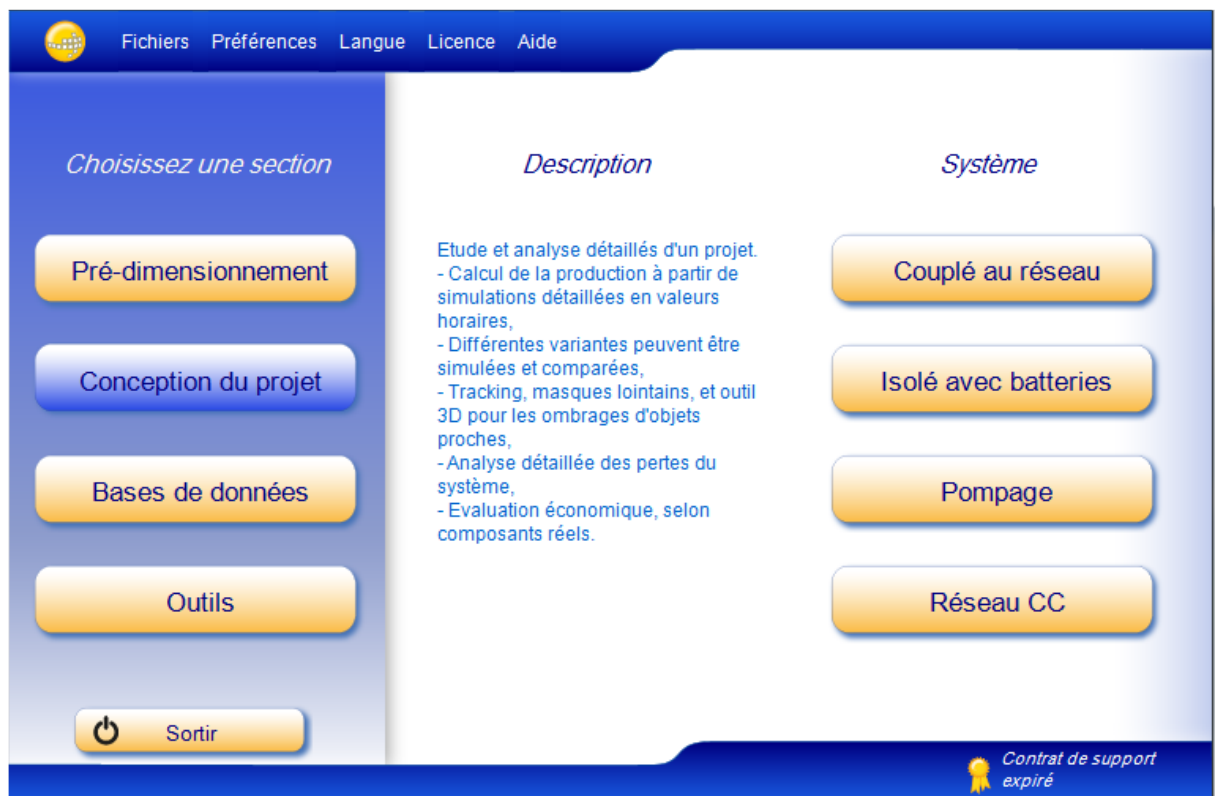 Fichiers Préférences Langue Licence Aide
Choisissez une section
Pré-dimensionnement
Conception du projet
Bases de données
Outils
Sortir
Description
Etude et analyse détaillés d'un projet.
- Calcul de la production à partir de
simulations détaillées en valeurs
horaires,
- Différentes variantes peuvent être
simulées et comparées,
- Tracking, masques lointains, et outil
3D pour les ombrages d'objets
proches,
- Analyse détaillée des pertes du
système,
- Evaluation économique, selon
composants réels.
Système
Couplé au réseau
Isolé avec batteries
Pompage
Réseau CC
Contrat de support
expiré